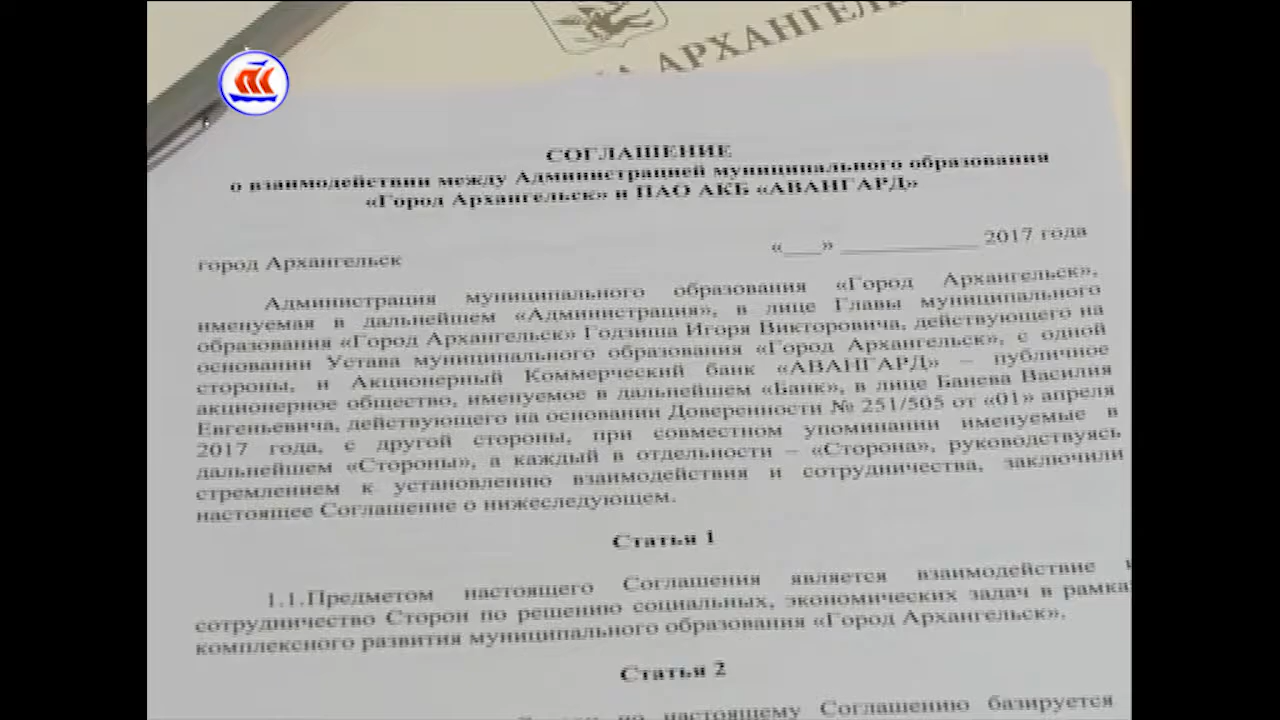 АРХАНГЕЛЬ
СОГЛАШЕНИЕ
о взаимодействии между Администрацией муниципального образования
«Город Архангельск» и ПАО АКБ «АВАНГАРД»
город Архангельск «___» ____________ 2017 года
Администрация муниципального образования «Город Архангельск»,
именуемая в дальнейшем «Администрация», в лице Главы муниципального
образования «Город Архангельск» Годзиша Игоря Викторовича, действующего на
основании Устава муниципального образования «Город Архангельск», с одной
стороны, и Акционерный Коммерческий банк «АВАНГАРД» – публичное
акционерное общество, именуемое в дальнейшем «Банк», в лице Банева Василия
Евгеньевича, действующего на основании Доверенности № 251/505 от «01» апреля
2017 года, с другой стороны, при совместном упоминании именуемые в
дальнейшем «Стороны», а каждый в отдельности – «Сторона», руководствуясь
стремлением к установлению взаимодействия и сотрудничества, заключили
настоящее Соглашение о нижеследующем.
Статья 1
1.1.Предметом настоящего Соглашения является взаимодействие
сотрудничество Сторон по решению социальных, экономических задач в рамка
комплексного развития муниципального образования «Город Архангельск».
Статья 2
по настоящему Соглашению базируется